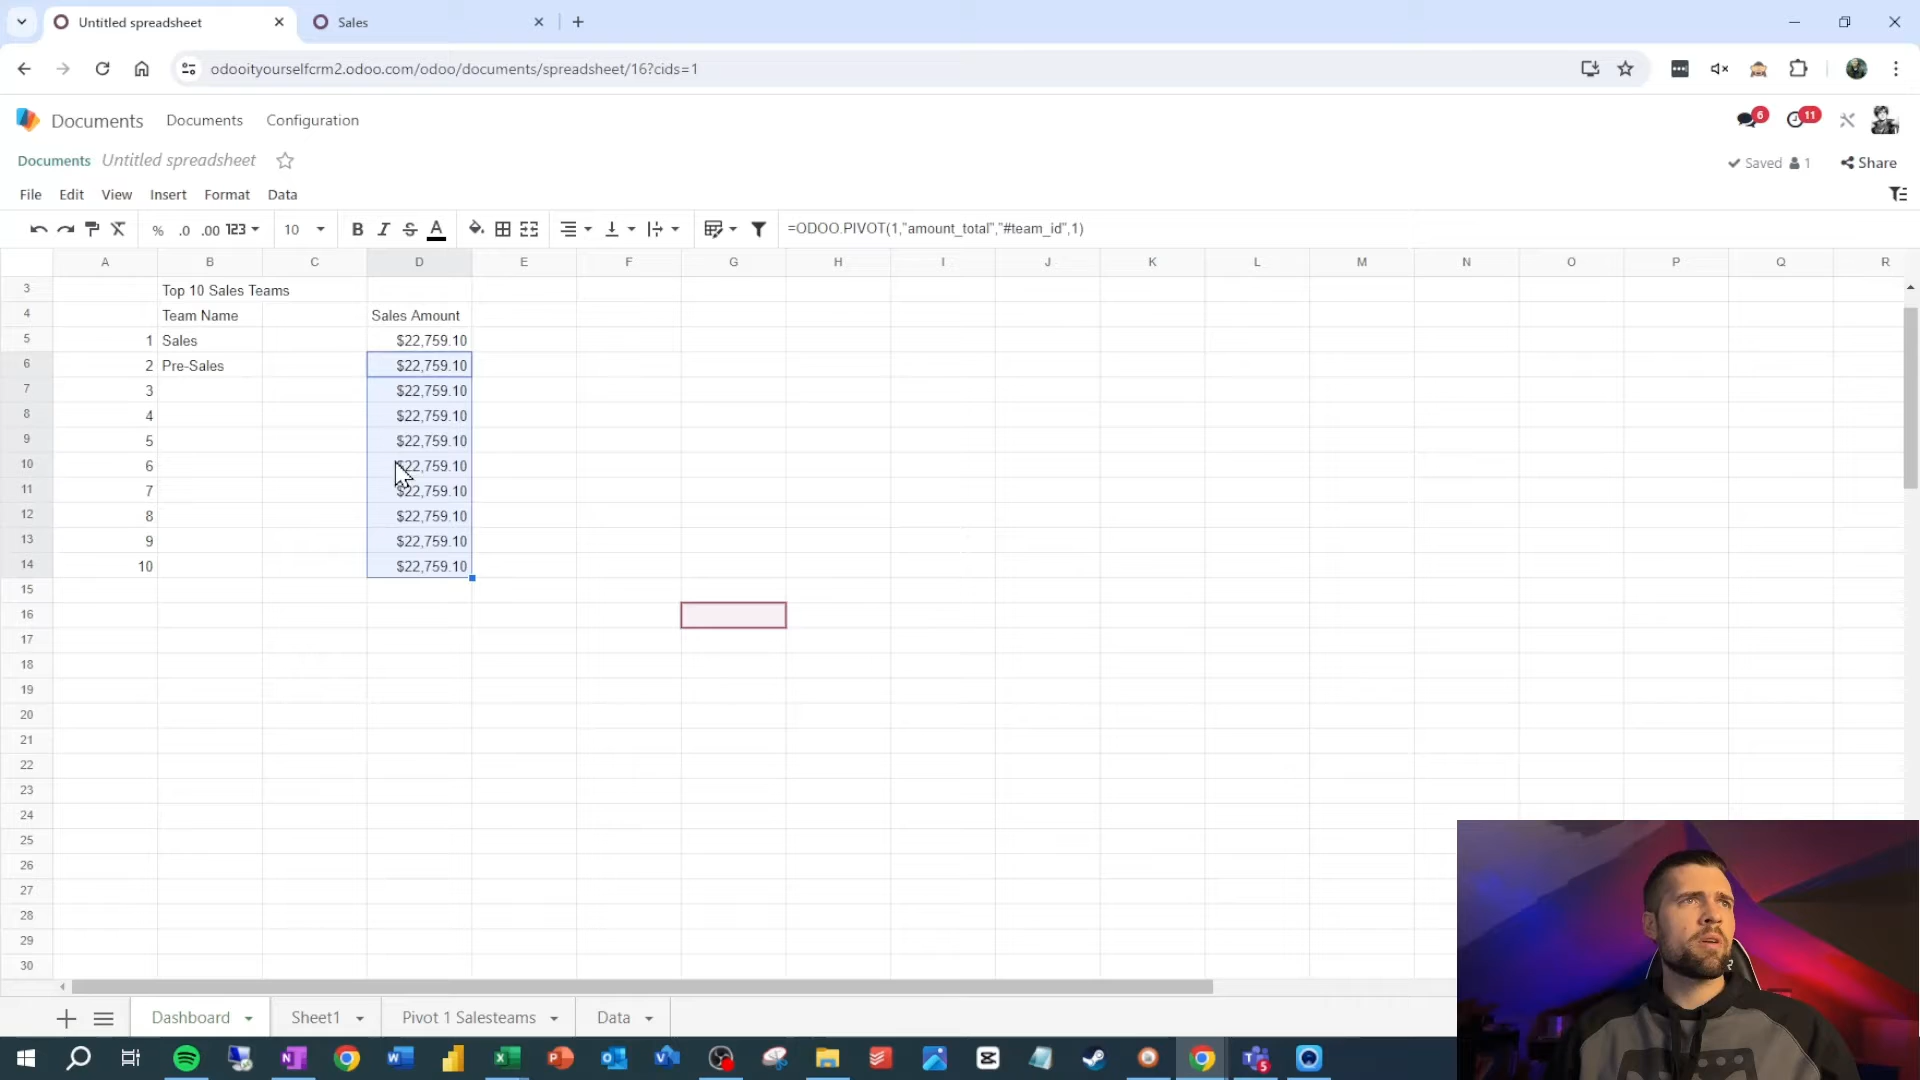 Untitled spreadsheet
Sales
odooityourselfcrm2.odoo.com/odoo/documents/spreadsheet/16?cids=1
Documents Documents Configuration 6 11
Documents Untitled spreadsheet Saved 1 Share
File Edit View Insert Format Data
% .0 .00 123 10 B I S A =ODOO.PIVOT(1,"amount_total","#team_id",1)
A B C D E F G H I J K L M N O P Q R
3 Top 10 Sales Teams
4 Team Name Sales Amount
5 1 Sales $22,759.10
6 2 Pre-Sales $22,759.10
7 3 $22,759.10
8 4 $22,759.10
9 5 $22,759.10
10 6 $22,759.10
11 7 $22,759.10
12 8 $22,759.10
13 9 $22,759.10
14 10 $22,759.10
15
16
17
18
19
20
21
22
23
24
25
26
27
28
29
30
Dashboard Sheet1 Pivot 1 Salesteams Data